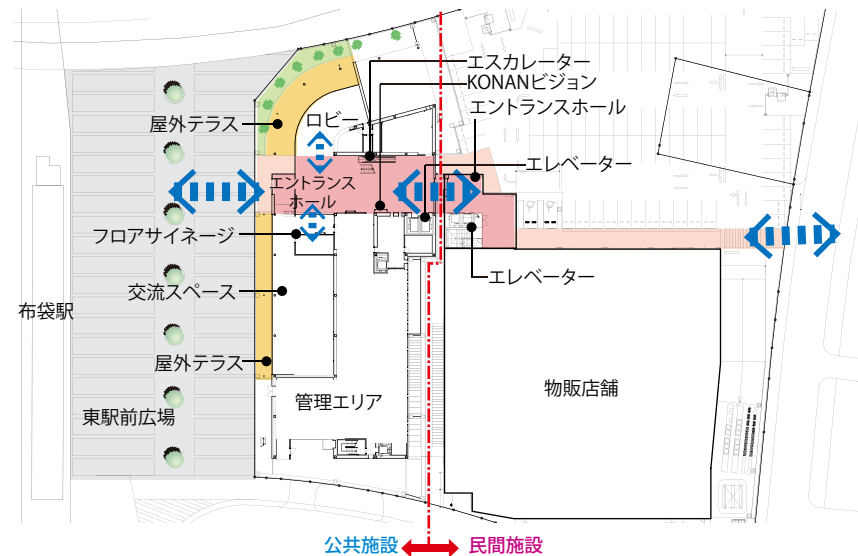 エスカレーター
KONANビジョン
エントランスホール
屋外テラス
ロビー
エレベーター
エントランス
ホール
フロアサイネージ
エレベーター
交流スペース
布袋駅
屋外テラス
物販店舗
管理エリア
東駅前広場
公共施設
民間施設